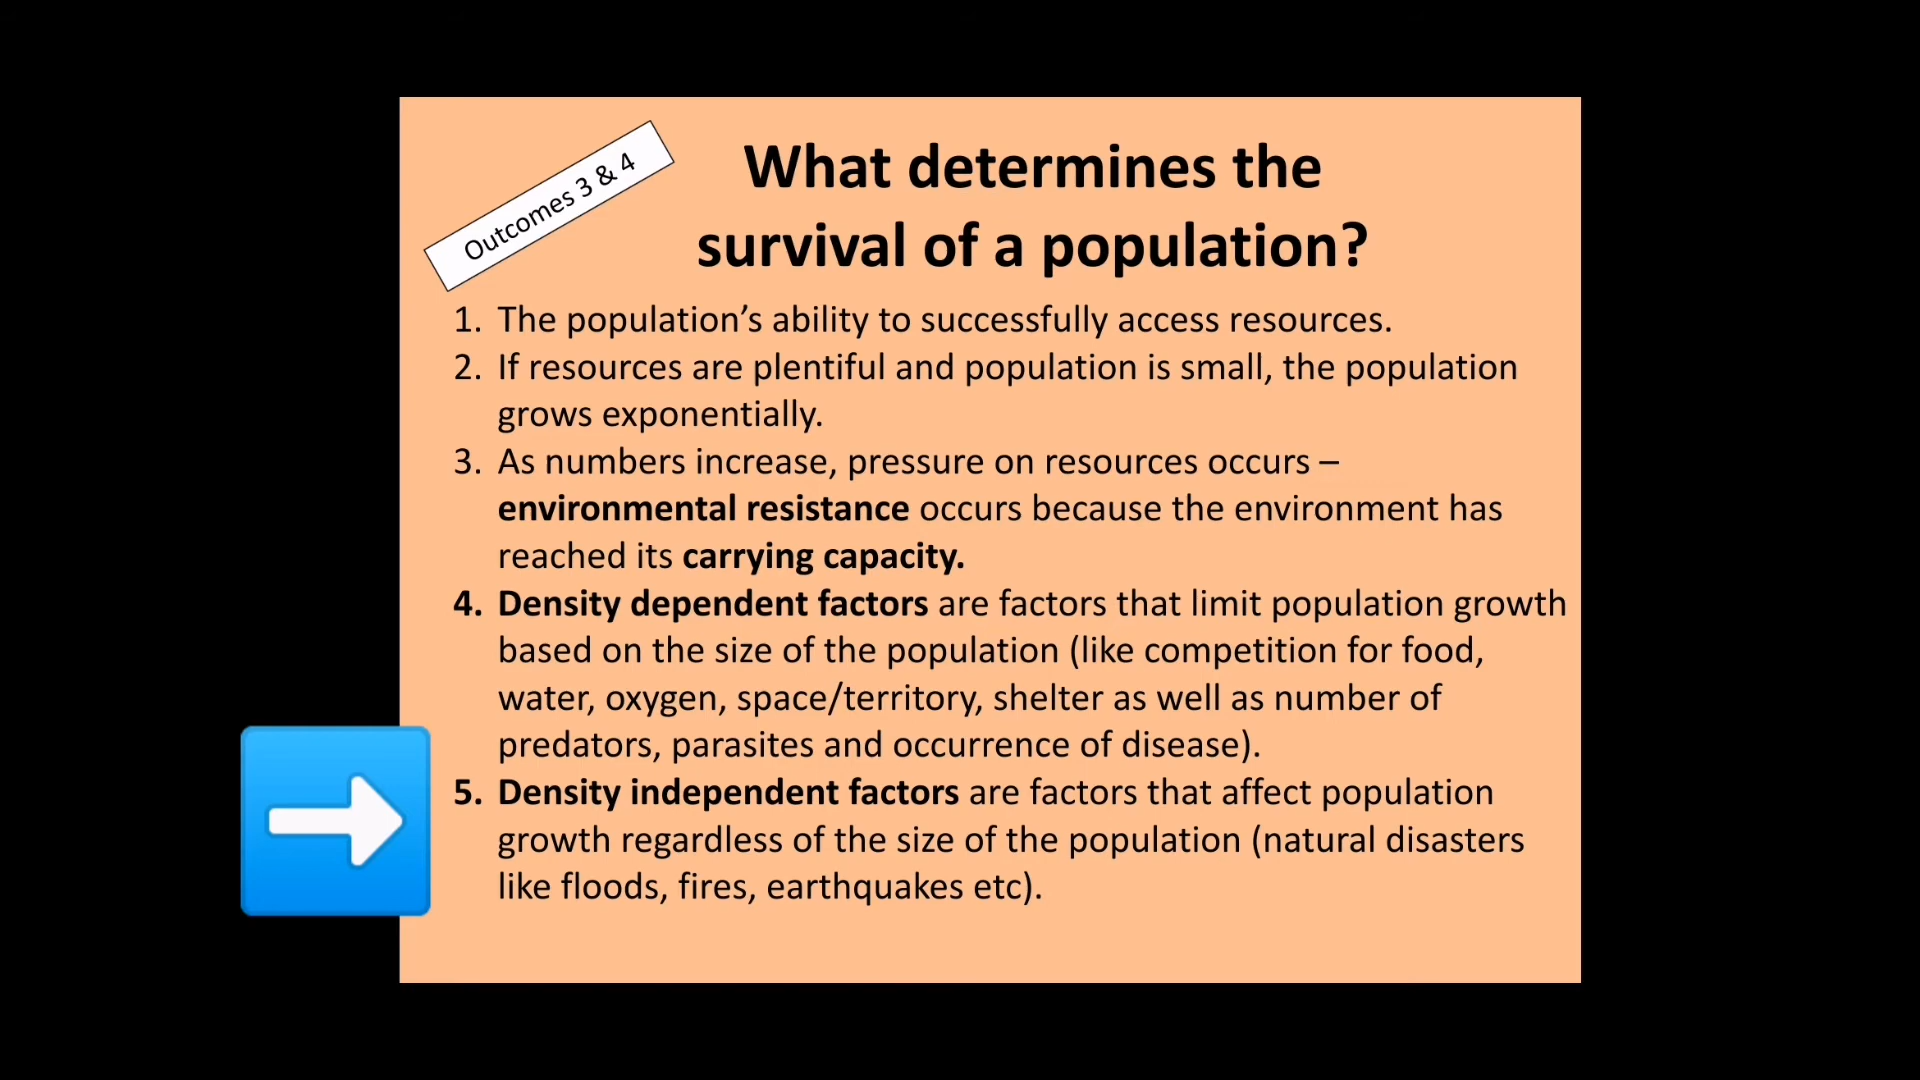 Outcomes 3 & 4
What determines the
survival of a population?
1. The population’s ability to successfully access resources.
2. If resources are plentiful and population is small, the population
grows exponentially.
3. As numbers increase, pressure on resources occurs –
environmental resistance occurs because the environment has
reached its carrying capacity.
4. Density dependent factors are factors that limit population growth
based on the size of the population (like competition for food,
water, oxygen, space/territory, shelter as well as number of
predators, parasites and occurrence of disease).
5. Density independent factors are factors that affect population
growth regardless of the size of the population (natural disasters
like floods, fires, earthquakes etc).